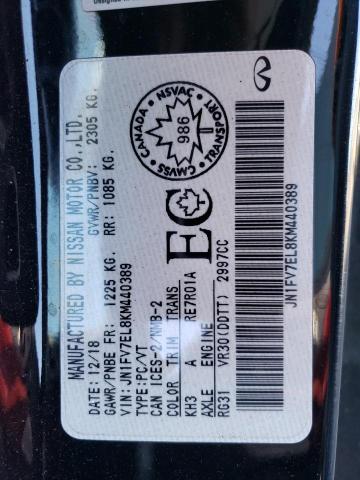 MANUFACTURED BY NISSAN MOTOR CO.,LTD.
12/18 GVWR/PNBV: 2305 KG.
GAWR/PNBE FR: 1225 KG. RR: 1085 KG.
VIN: JN1FV7EL8KM440389
TYPE:PC/VT
CAN ICES-2/NMB-2
COLOR TRIM TRANS
KH3 A RE7R01A
AXLE ENGINE
RG31 VR30(DDTT) 2997CC
EC
CANADA NSVAC
986
CMVSS TRANSPORT
JN1FV7EL8KM440389